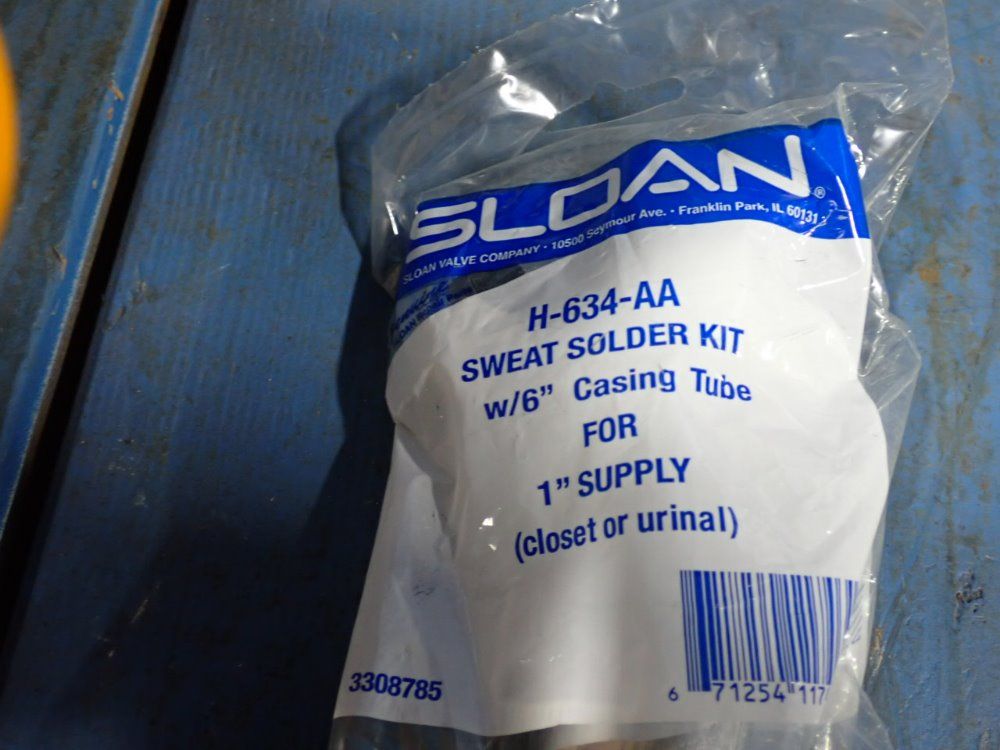 SLOAN®
SLOAN VALVE COMPANY • 10500 Seymour Ave. • Franklin Park, IL 60131
H-634-AA
SWEAT SOLDER KIT
w/6” Casing Tube
FOR
1” SUPPLY
(closet or urinal)
3308785
6 71254 117